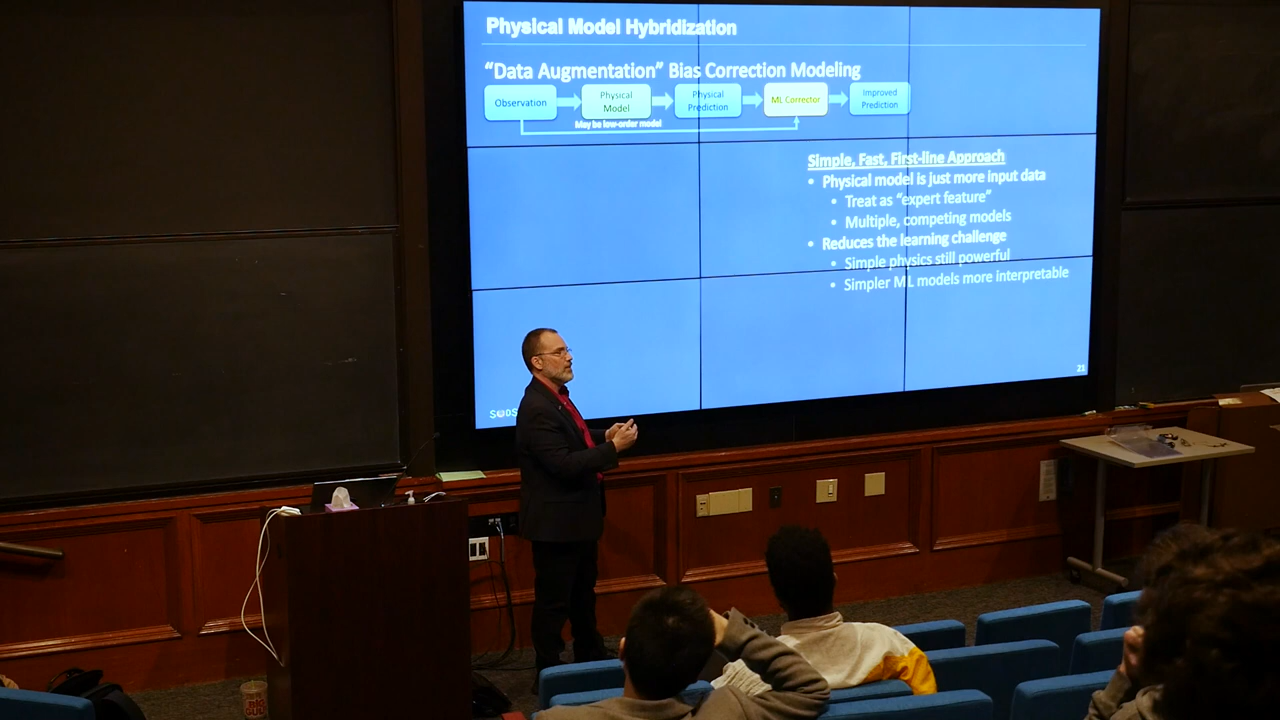 Physical Model Hybridization
"Data Augmentation" Bias Correction Modeling
Observation
Physical
Model
Physical
Prediction
ML Corrector
Improved
Prediction
May be low-order model
Simple, Fast, First-line Approach
• Physical model is just more input data
• Treat as "expert feature"
• Multiple, competing models
• Reduces the learning challenge
• Simple physics still powerful
• Simpler ML models more interpretable
21